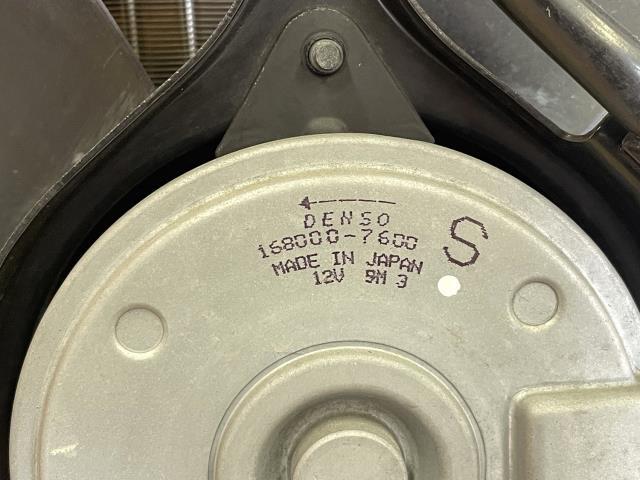 DENSO
168000-7600
S
MADE IN JAPAN
12V 9M 3